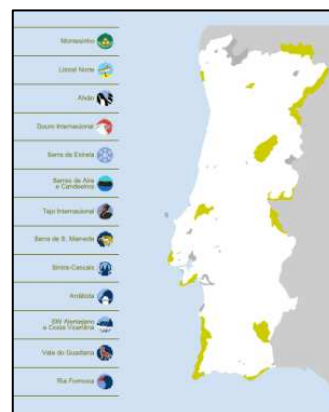 Montesinho
Litoral Norte
Alvão
Douro Internacional
Serra da Estrela
Serras de Aire
e Candeeiros
Tejo Internacional
Serra de S. Mamede
Sintra-Cascais
Arrábida
SW Alentejano
e Costa Vicentina
Vale do Guadiana
Ria Formosa